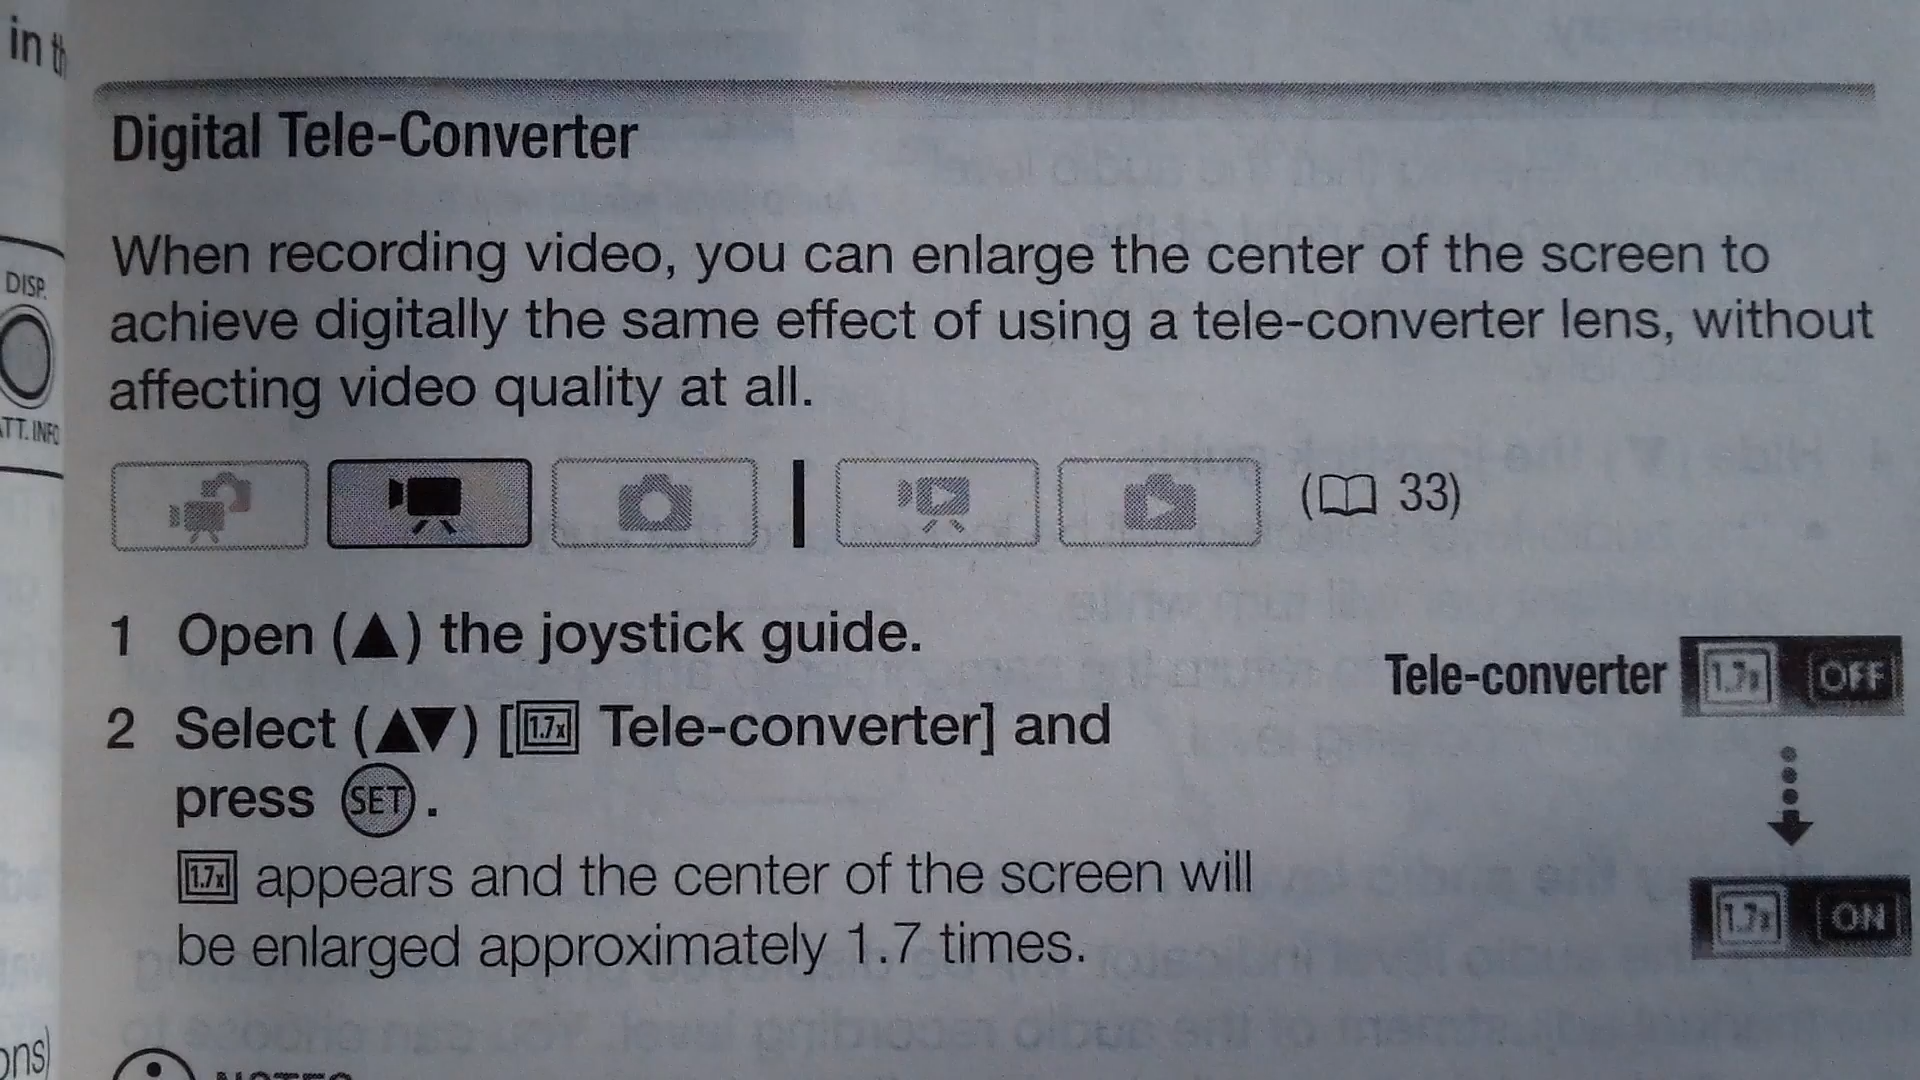 in th
Digital Tele-Converter
When recording video, you can enlarge the center of the screen to
achieve digitally the same effect of using a tele-converter lens, without
affecting video quality at all.
DISP.
TT. INFO
( 33)
1 Open (▲) the joystick guide.
2 Select (▲▼) [1.7x Tele-converter] and
press SET.
1.7x appears and the center of the screen will
be enlarged approximately 1.7 times.
Tele-converter 1.7x OFF
1.7x ON
ons)
NOTES